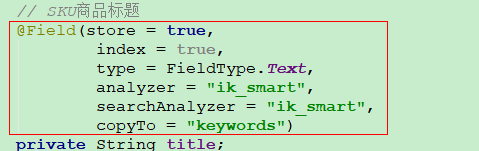 // SKU商品标题
@Field(store = true,
index = true,
type = FieldType.Text,
analyzer = "ik_smart",
searchAnalyzer = "ik_smart",
copyTo = "keywords")
private String title;